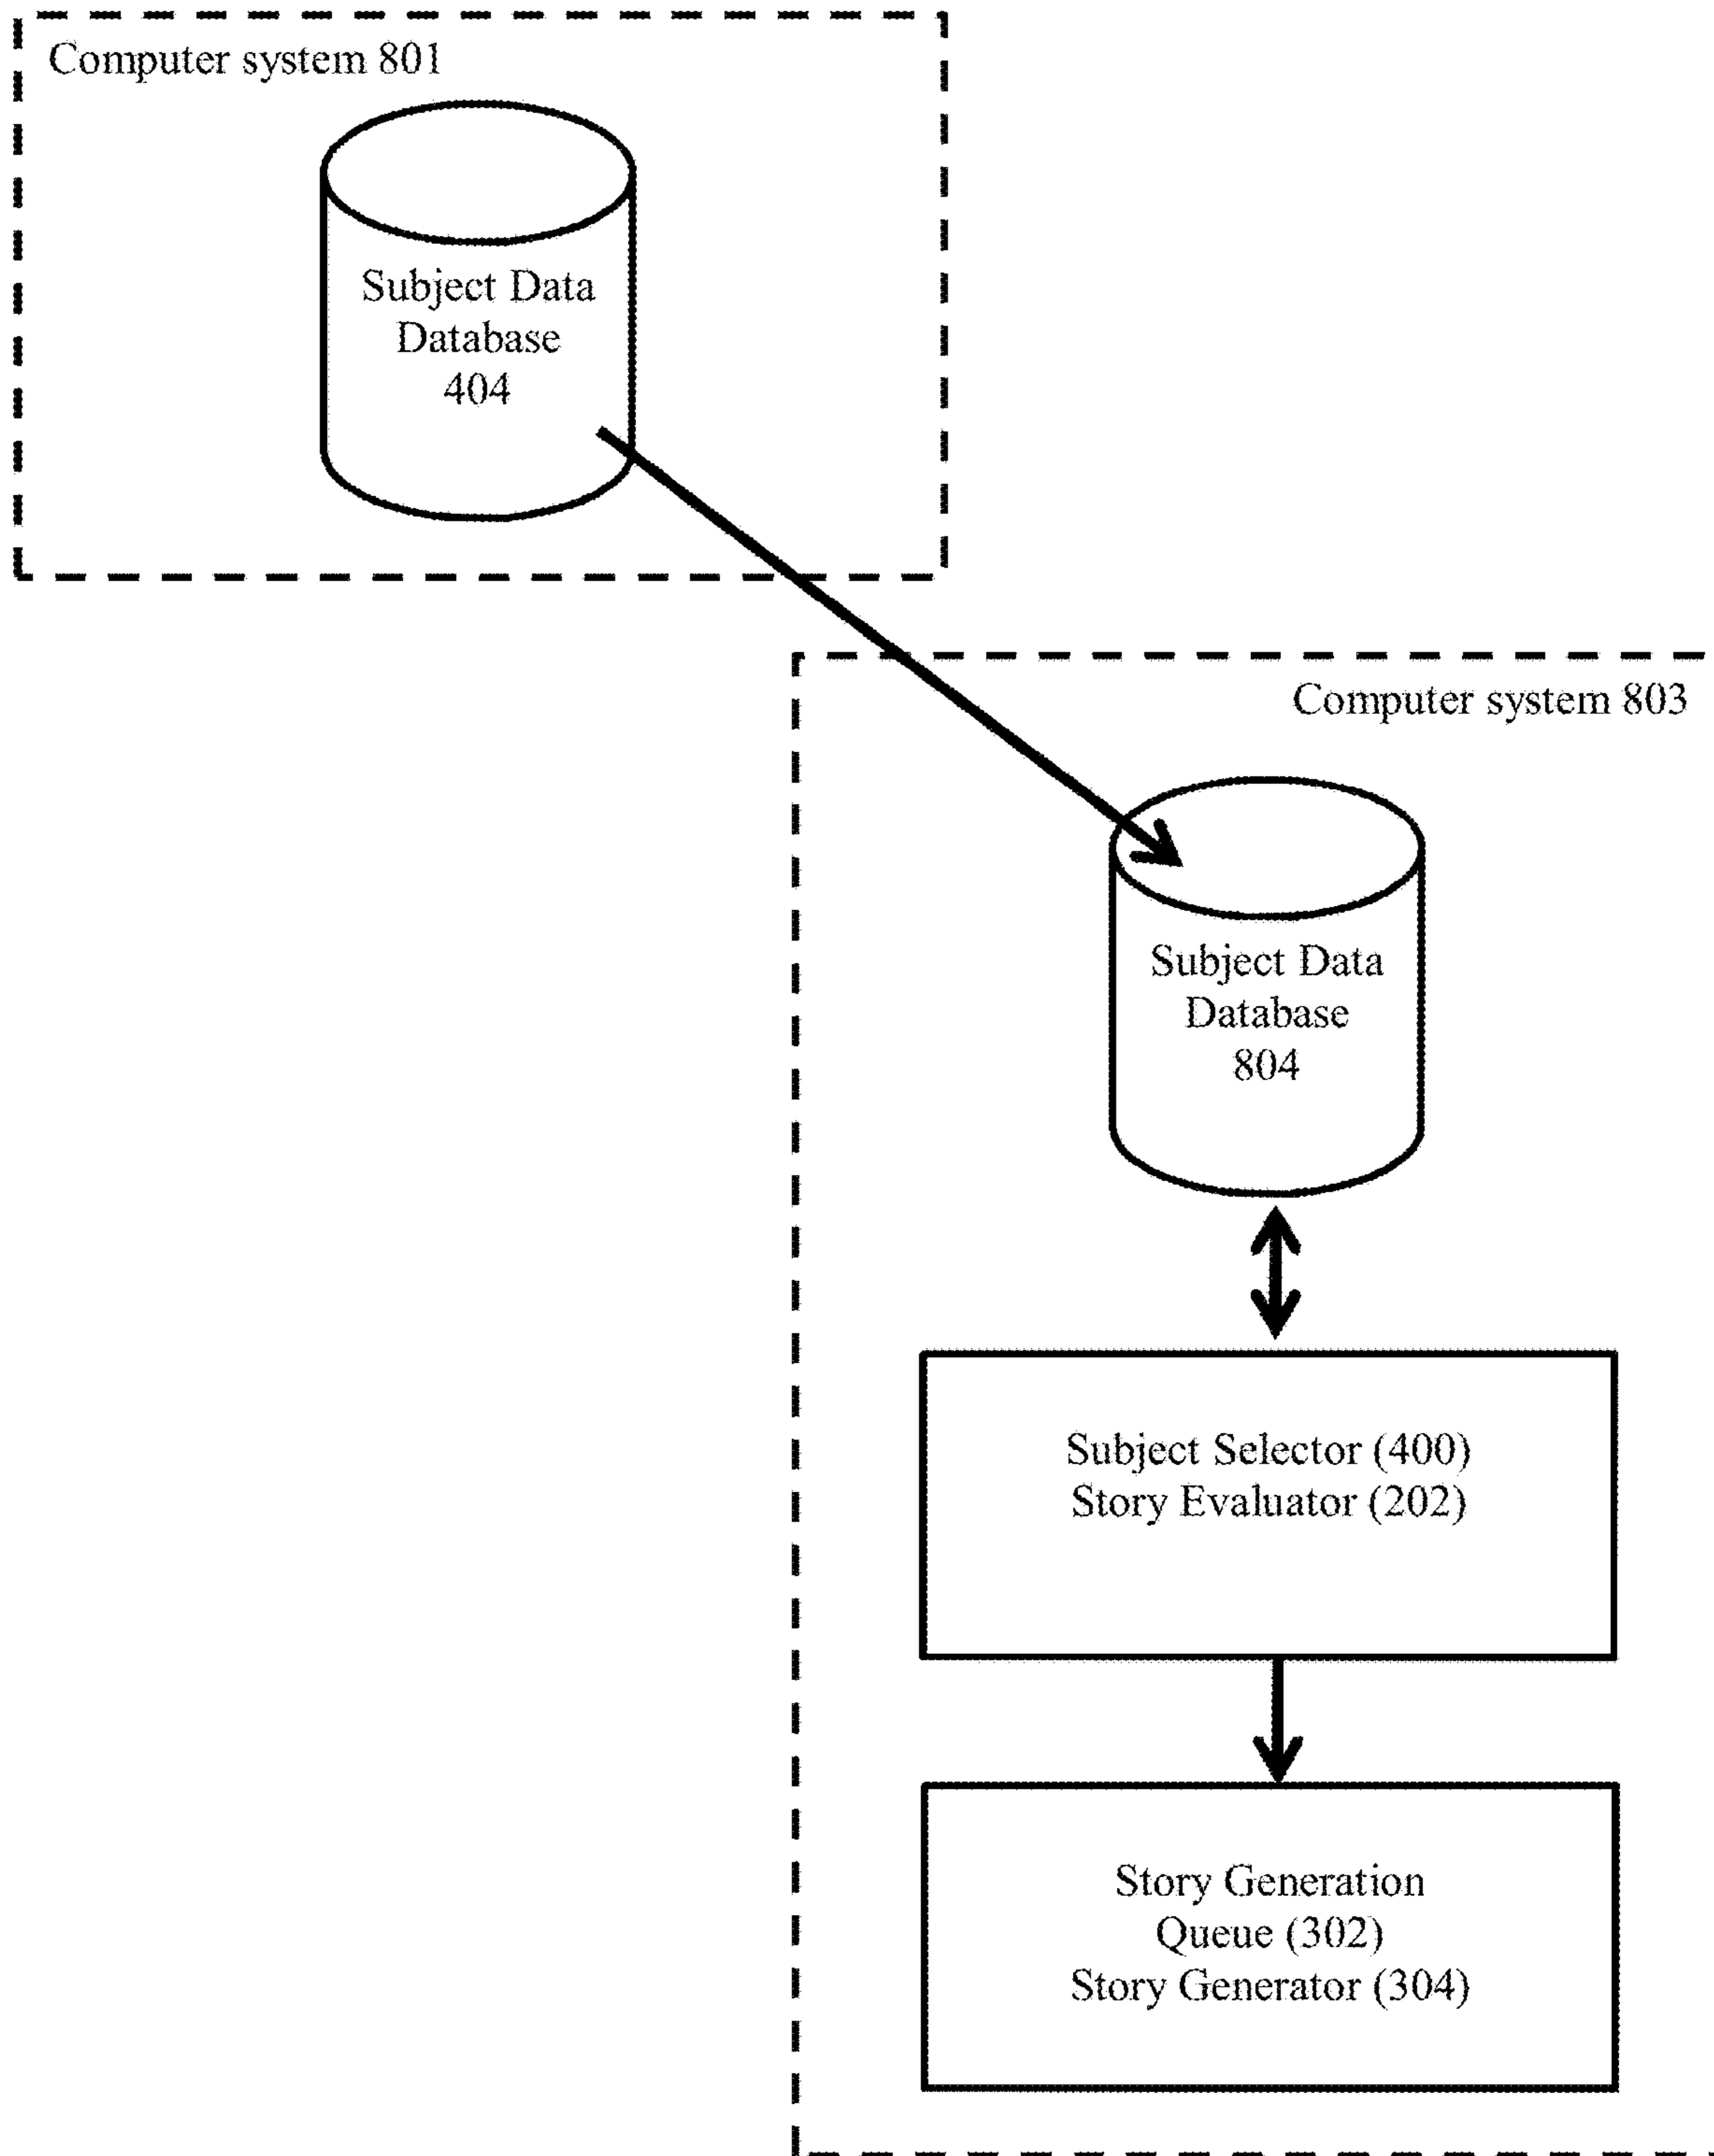 Computer system 801
Subject Data
Database
404
Computer system 803
Subject Data
Database
804
Subject Selector (400)
Story Evaluator (202)
Story Generation
Queue (302)
Story Generator (304)